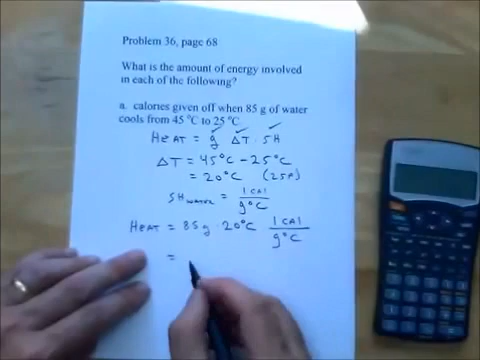 Problem 36, page 68
What is the amount of energy involved
in each of the following?
a. calories given off when 85 g of water
cools from 45 °C to 25 °C.
HEAT = g ΔT · SH
ΔT = 45°C - 25°C
= 20°C (2SF)
SH WATER = 1 CAL / g °C
HEAT = 85 g · 20°C 1 CAL / g °C
=